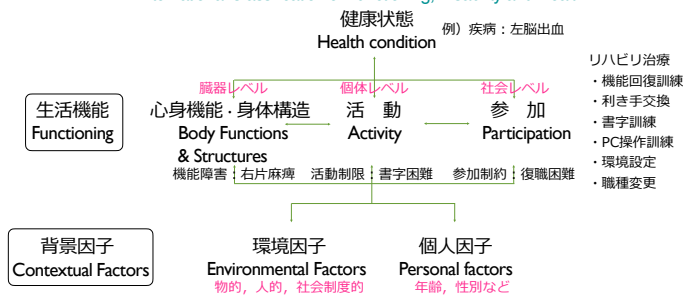 健康状態
例）疾病：左脳出血
Health condition
リハビリ治療
臓器レベル
個体レベル
社会レベル
・機能回復訓練
生活機能
心身機能・身体構造
活　動
参　加
・利き手交換
Functioning
Body Functions
Activity
Participation
・書字訓練
& Structures
・PC操作訓練
機能障害：右片麻痺
活動制限：書字困難
参加制約：復職困難
・環境設定
・職種変更
背景因子
環境因子
個人因子
Contextual Factors
Environmental Factors
Personal factors
物的，人的，社会制度的
年齢，性別など